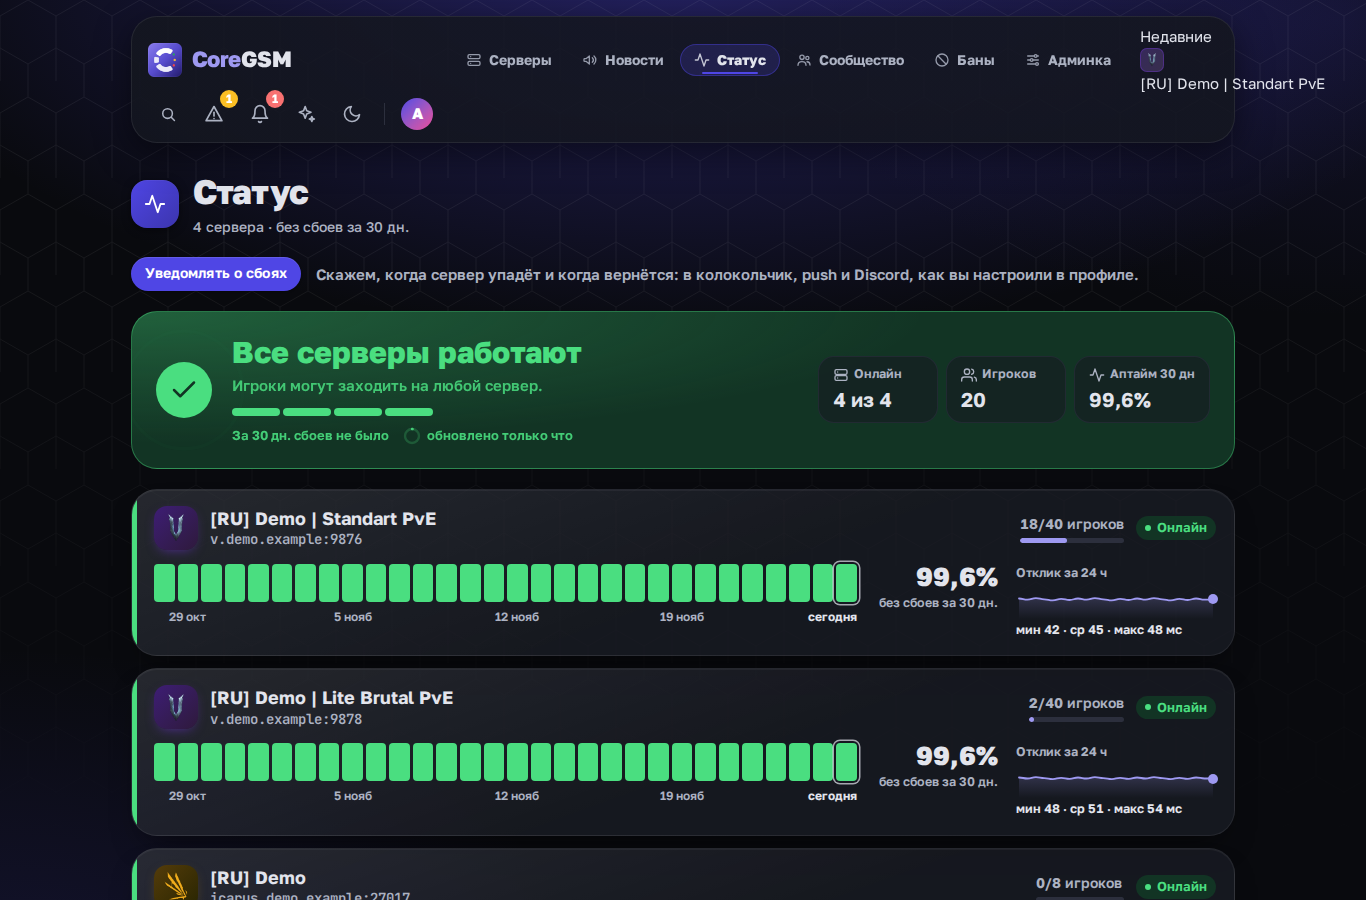 CoreGSM
Серверы
Новости
Статус
Сообщество
Баны
Админка
Недавние
[RU] Demo | Standart PvE
1
1
A
Статус
4 сервера · без сбоев за 30 дн.
Уведомлять о сбоях
Скажем, когда сервер упадёт и когда вернётся: в колокольчик, push и Discord, как вы настроили в профиле.
Все серверы работают
Игроки могут заходить на любой сервер.
За 30 дн. сбоев не было
обновлено только что
Онлайн
4 из 4
Игроков
20
Аптайм 30 дн
99,6%
[RU] Demo | Standart PvE
v.demo.example:9876
18/40 игроков
Онлайн
29 окт
5 нояб
12 нояб
19 нояб
сегодня
99,6%
без сбоев за 30 дн.
Отклик за 24 ч
мин 42 · ср 45 · макс 48 мс
[RU] Demo | Lite Brutal PvE
v.demo.example:9878
2/40 игроков
Онлайн
29 окт
5 нояб
12 нояб
19 нояб
сегодня
99,6%
без сбоев за 30 дн.
Отклик за 24 ч
мин 48 · ср 51 · макс 54 мс
[RU] Demo
icarus.demo.example:27017
0/8 игроков
Онлайн